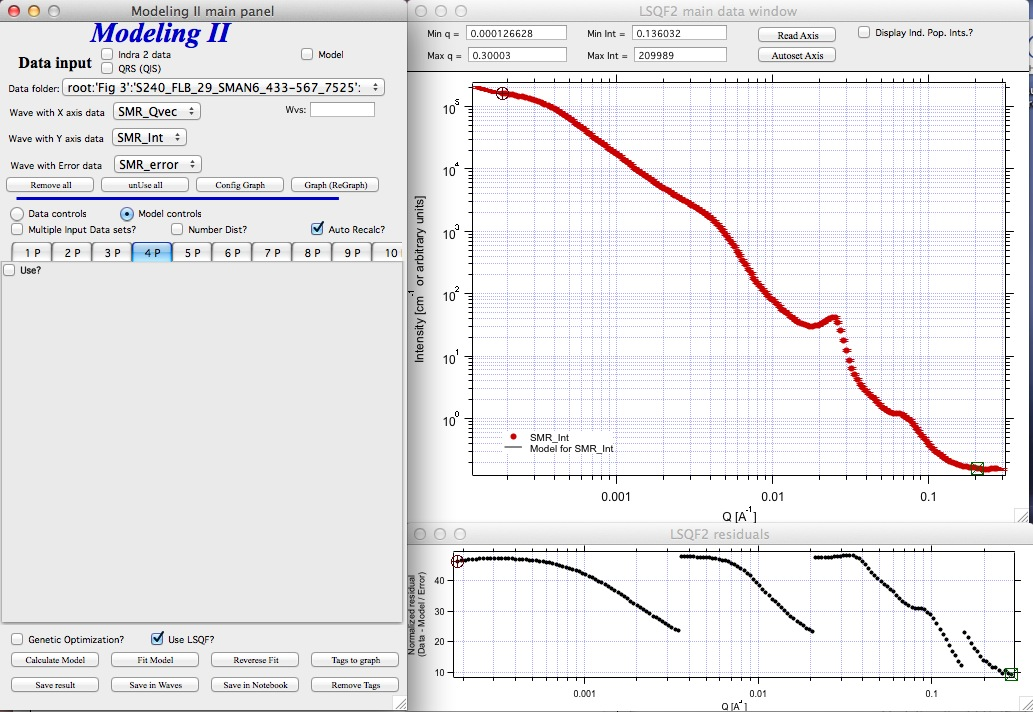 Modeling II main panel
Modeling II
Data input
Indra 2 data
QRS (QIS)
Model
Data folder: root:'Fig 3':'S240_FLB_29_SMAN6_433-567_7525':
Wave with X axis data SMR_Qvec Wvs:
Wave with Y axis data SMR_Int
Wave with Error data SMR_error
Remove all unUse all Config Graph Graph (ReGraph)
Data controls Model controls
Multiple Input Data sets? Number Dist? Auto Recalc?
1 P 2 P 3 P 4 P 5 P 6 P 7 P 8 P 9 P 10
Use?
Genetic Optimization? Use LSQF?
Calculate Model Fit Model Reverese Fit Tags to graph
Save result Save in Waves Save in Notebook Remove Tags
LSQF2 main data window
Min q = 0.000126628 Min Int = 0.136032 Read Axis Display Ind. Pop. Ints.?
Max q = 0.30003 Max Int = 209989 Autoset Axis
Intensity [cm-1 or arbitrary units]
10^5
10^4
10^3
10^2
10^1
10^0
SMR_Int
Model for SMR_Int
0.001 0.01 0.1
Q [A-1]
LSQF2 residuals
Normalized residual
(Data - Model / Error)
40
30
20
10
0.001 0.01 0.1
Q [A-1]